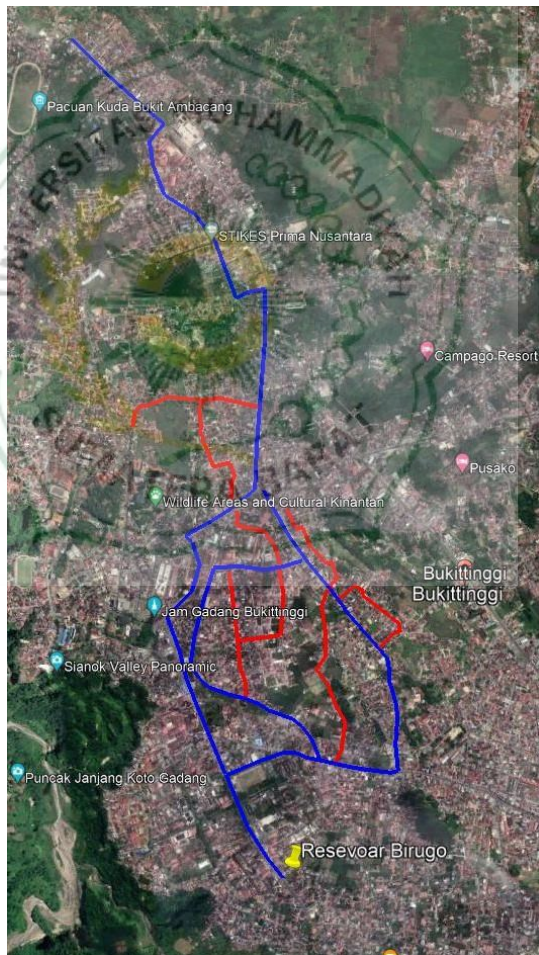 Pacuan Kuda Bukit Ambacang
STIKES Prima Nusantara
Campago Resort
Pusako
Wildlife Areas and Cultural Kinantan
Bukittinggi
Bukittinggi
Jam Gadang Bukittinggi
Sianok Valley Panoramic
Puncak Janjang Koto Gadang
Resevoar Birugo